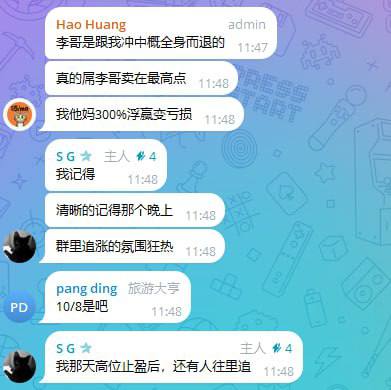 Hao Huang admin
李哥是跟我冲中概全身而退的 11:47
真的屌李哥卖在最高点 11:48
我他妈300%浮赢变亏损 11:48
S G 主人 4
我记得 11:48
清晰的记得那个晚上 11:48
群里追涨的氛围狂热 11:48
PD
pang ding 旅游大亨
10/8是吧 11:48
S G 主人 4
我那天高位止盈后，还有人往里追 11:48
PRESS
START